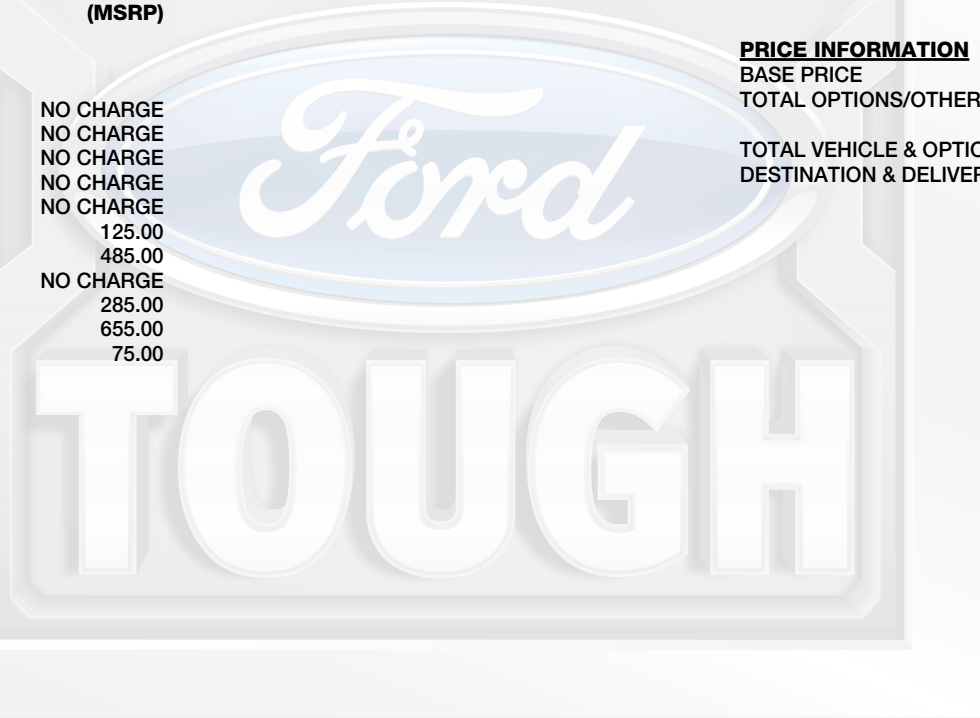 (MSRP)
NO CHARGE
NO CHARGE
NO CHARGE
NO CHARGE
NO CHARGE
125.00
485.00
NO CHARGE
285.00
655.00
75.00
PRICE INFORMATION
BASE PRICE
TOTAL OPTIONS/OTHER
TOTAL VEHICLE & OPTIO
DESTINATION & DELIVER
Ford
TOUGH